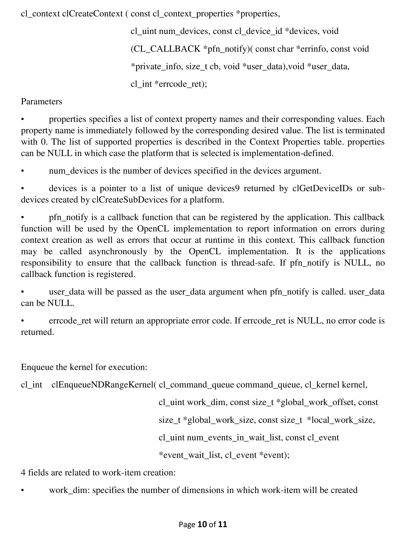 cl_context clCreateContext ( const cl_context_properties *properties,
cl_uint num_devices, const cl_device_id *devices, void
(CL_CALLBACK *pfn_notify)( const char *errinfo, const void
*private_info, size_t cb, void *user_data),void *user_data,
cl_int *errcode_ret);
Parameters
• properties specifies a list of context property names and their corresponding values. Each
property name is immediately followed by the corresponding desired value. The list is terminated
with 0. The list of supported properties is described in the Context Properties table. properties
can be NULL in which case the platform that is selected is implementation-defined.
• num_devices is the number of devices specified in the devices argument.
• devices is a pointer to a list of unique devices9 returned by clGetDeviceIDs or sub-
devices created by clCreateSubDevices for a platform.
• pfn_notify is a callback function that can be registered by the application. This callback
function will be used by the OpenCL implementation to report information on errors during
context creation as well as errors that occur at runtime in this context. This callback function
may be called asynchronously by the OpenCL implementation. It is the applications
responsibility to ensure that the callback function is thread-safe. If pfn_notify is NULL, no
callback function is registered.
• user_data will be passed as the user_data argument when pfn_notify is called. user_data
can be NULL.
• errcode_ret will return an appropriate error code. If errcode_ret is NULL, no error code is
returned.
Enqueue the kernel for execution:
cl_int clEnqueueNDRangeKernel( cl_command_queue command_queue, cl_kernel kernel,
cl_uint work_dim, const size_t *global_work_offset, const
size_t *global_work_size, const size_t *local_work_size,
cl_uint num_events_in_wait_list, const cl_event
*event_wait_list, cl_event *event);
4 fields are related to work-item creation:
• work_dim: specifies the number of dimensions in which work-item will be created
Page 10 of 11